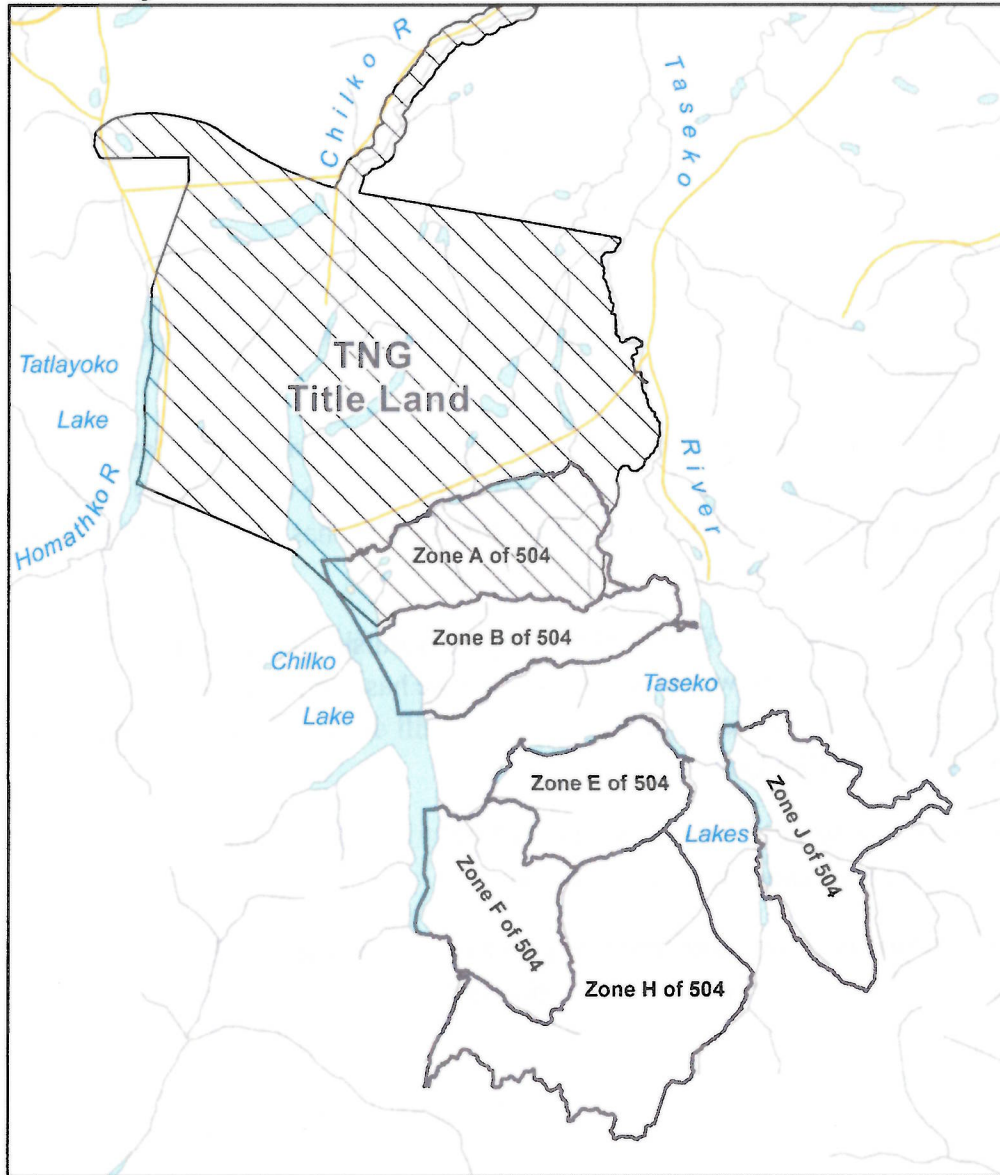 Chilko R
Taseko
TNG
Title Land
Tatlayoko
Lake
River
Homathko R
Zone A of 504
Zone B of 504
Chilko
Lake
Taseko
Zone E of 504
Zone J of 504
Lakes
Zone F of 504
Zone H of 504